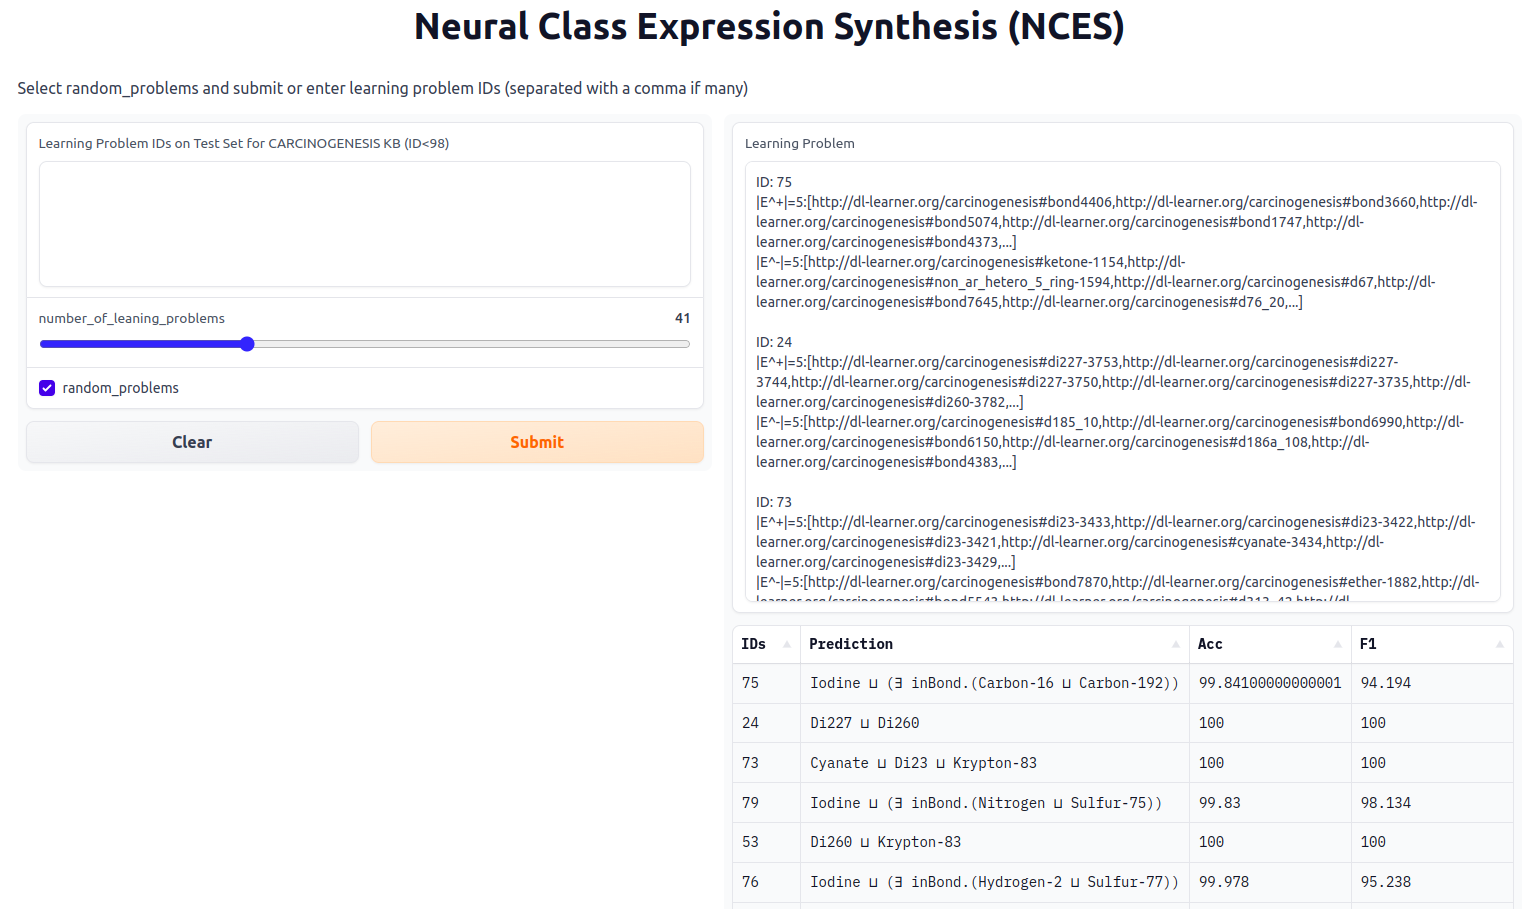 Neural Class Expression Synthesis (NCES)
Select random_problems and submit or enter learning problem IDs (separated with a comma if many)
Learning Problem IDs on Test Set for CARCINOGENESIS KB (ID<98)
number_of_leaning_problems 41
random_problems
Clear Submit
Learning Problem
ID: 75
|E^+|=5:[http://dl-learner.org/carcinogenesis#bond4406,http://dl-learner.org/carcinogenesis#bond3660,http://dl-
learner.org/carcinogenesis#bond5074,http://dl-learner.org/carcinogenesis#bond1747,http://dl-
learner.org/carcinogenesis#bond4373,...]
|E^-|=5:[http://dl-learner.org/carcinogenesis#ketone-1154,http://dl-
learner.org/carcinogenesis#non_ar_hetero_5_ring-1594,http://dl-learner.org/carcinogenesis#d67,http://dl-
learner.org/carcinogenesis#bond7645,http://dl-learner.org/carcinogenesis#d76_20,...]
ID: 24
|E^+|=5:[http://dl-learner.org/carcinogenesis#di227-3753,http://dl-learner.org/carcinogenesis#di227-
3744,http://dl-learner.org/carcinogenesis#di227-3750,http://dl-learner.org/carcinogenesis#di227-3735,http://dl-
learner.org/carcinogenesis#di260-3782,...]
|E^-|=5:[http://dl-learner.org/carcinogenesis#d185_10,http://dl-learner.org/carcinogenesis#bond6990,http://dl-
learner.org/carcinogenesis#bond6150,http://dl-learner.org/carcinogenesis#d186a_108,http://dl-
learner.org/carcinogenesis#bond4383,...]
ID: 73
|E^+|=5:[http://dl-learner.org/carcinogenesis#di23-3433,http://dl-learner.org/carcinogenesis#di23-3422,http://dl-
learner.org/carcinogenesis#di23-3421,http://dl-learner.org/carcinogenesis#cyanate-3434,http://dl-
learner.org/carcinogenesis#di23-3429,...]
|E^-|=5:[http://dl-learner.org/carcinogenesis#bond7870,http://dl-learner.org/carcinogenesis#ether-1882,http://dl-
IDs Prediction Acc F1
75 Iodine ⊔ (∃ inBond.(Carbon-16 ⊔ Carbon-192)) 99.84100000000001 94.194
24 Di227 ⊔ Di260 100 100
73 Cyanate ⊔ Di23 ⊔ Krypton-83 100 100
79 Iodine ⊔ (∃ inBond.(Nitrogen ⊔ Sulfur-75)) 99.83 98.134
53 Di260 ⊔ Krypton-83 100 100
76 Iodine ⊔ (∃ inBond.(Hydrogen-2 ⊔ Sulfur-77)) 99.978 95.238